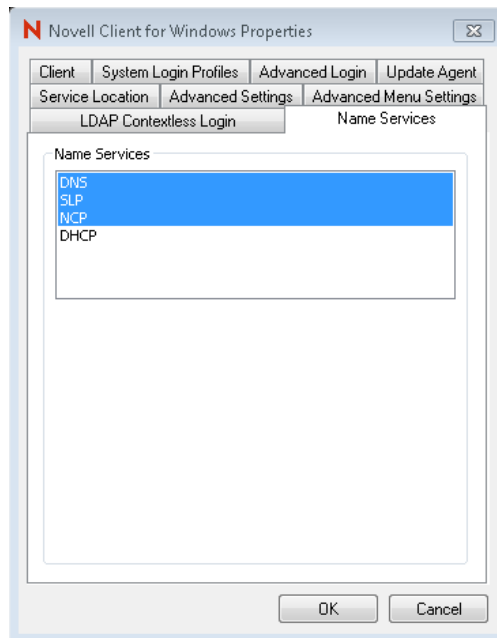 Novell Client for Windows Properties
Client System Login Profiles Advanced Login Update Agent
Service Location Advanced Settings Advanced Menu Settings
LDAP Contextless Login Name Services
Name Services
DNS
SLP
NCP
DHCP
OK Cancel